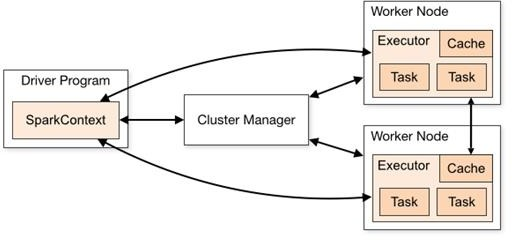 Driver Program
SparkContext
Cluster Manager
Worker Node
Executor
Cache
Task
Task
Worker Node
Executor
Cache
Task
Task